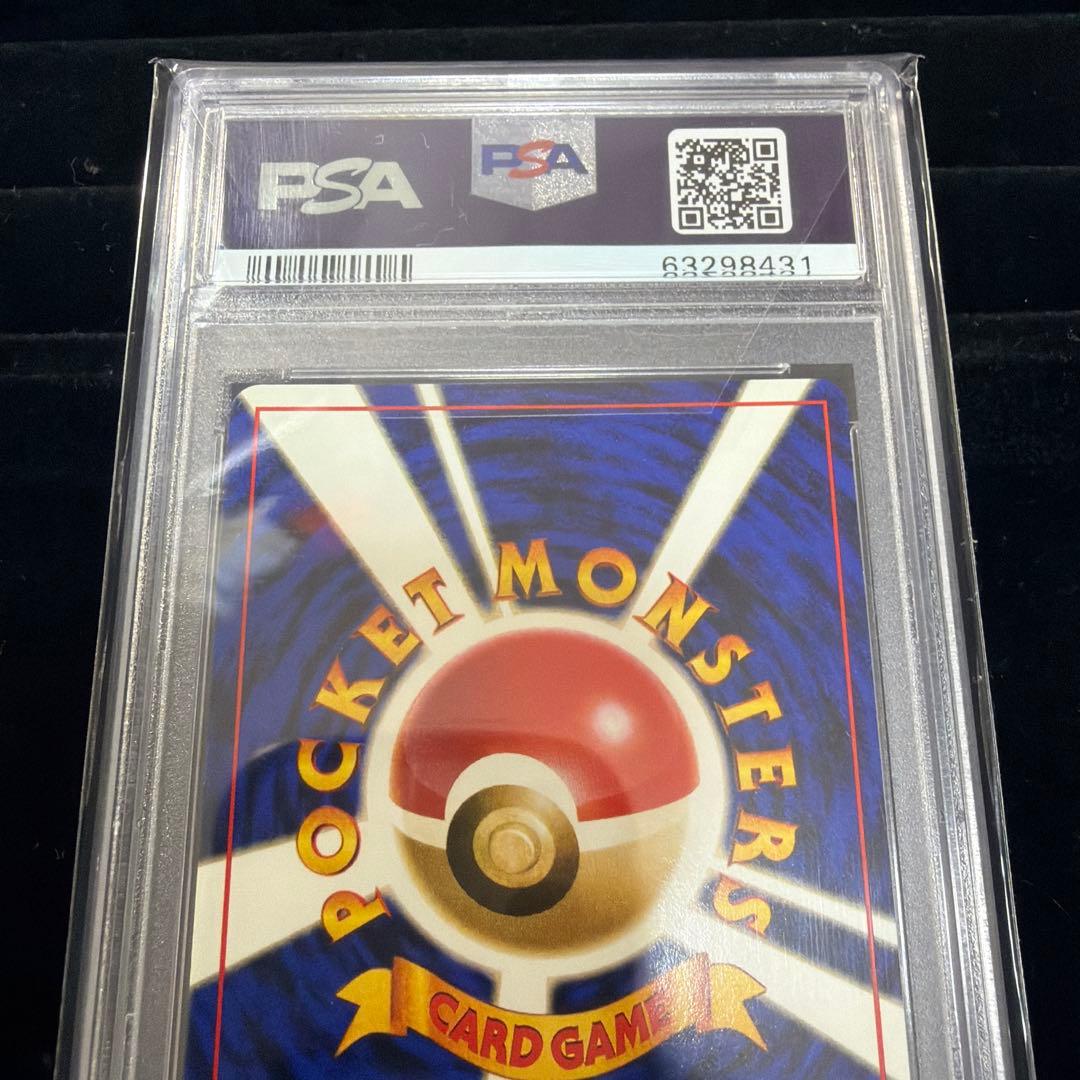 PSA
PSA
63298431
POCKET MONSTERS
CARD GAME